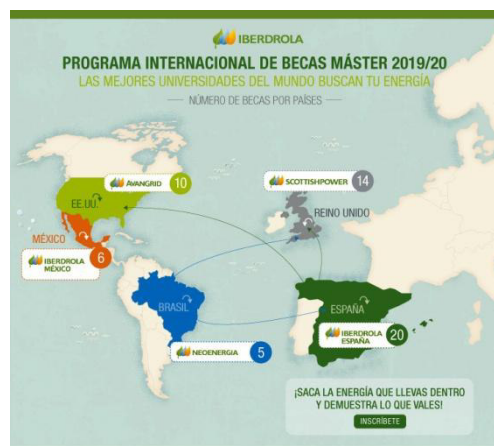 IBERDROLA
PROGRAMA INTERNACIONAL DE BECAS MÁSTER 2019/20
LAS MEJORES UNIVERSIDADES DEL MUNDO BUSCAN TU ENERGÍA
NÚMERO DE BECAS POR PAÍSES
AVANGRID 10
EE.UU.
SCOTTISHPOWER 14
REINO UNIDO
MÉXICO
IBERDROLA
MÉXICO
6
BRASIL
NEOENERGIA 5
ESPAÑA
IBERDROLA
ESPAÑA
20
¡SACA LA ENERGÍA QUE LLEVAS DENTRO
Y DEMUESTRA LO QUE VALES!
INSCRÍBETE